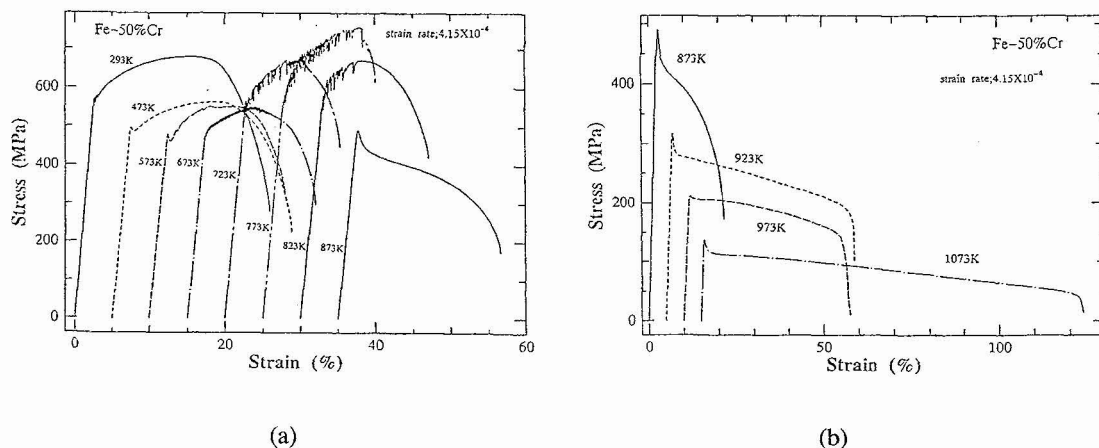 Fe-50%Cr
strain rate;4.15X10⁻⁴
293K
473K
573K
673K
723K
773K
823K
873K
600
400
200
0
Stress (MPa)
0
20
40
60
Strain (%)
(a)
Fe-50%Cr
strain rate;4.15X10⁻⁴
873K
923K
973K
1073K
400
300
200
100
0
Stress (MPa)
0
50
100
Strain (%)
(b)